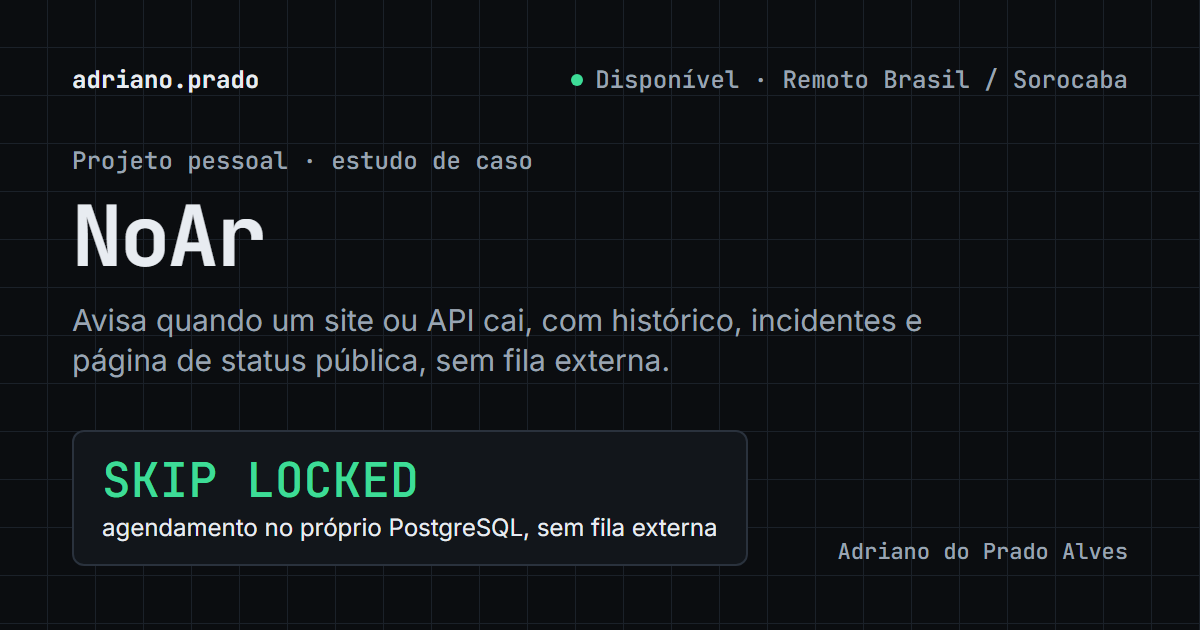 adriano.prado
Disponível · Remoto Brasil / Sorocaba
Projeto pessoal · estudo de caso
NoAr
Avisa quando um site ou API cai, com histórico, incidentes e
página de status pública, sem fila externa.
SKIP LOCKED
agendamento no próprio PostgreSQL, sem fila externa
Adriano do Prado Alves